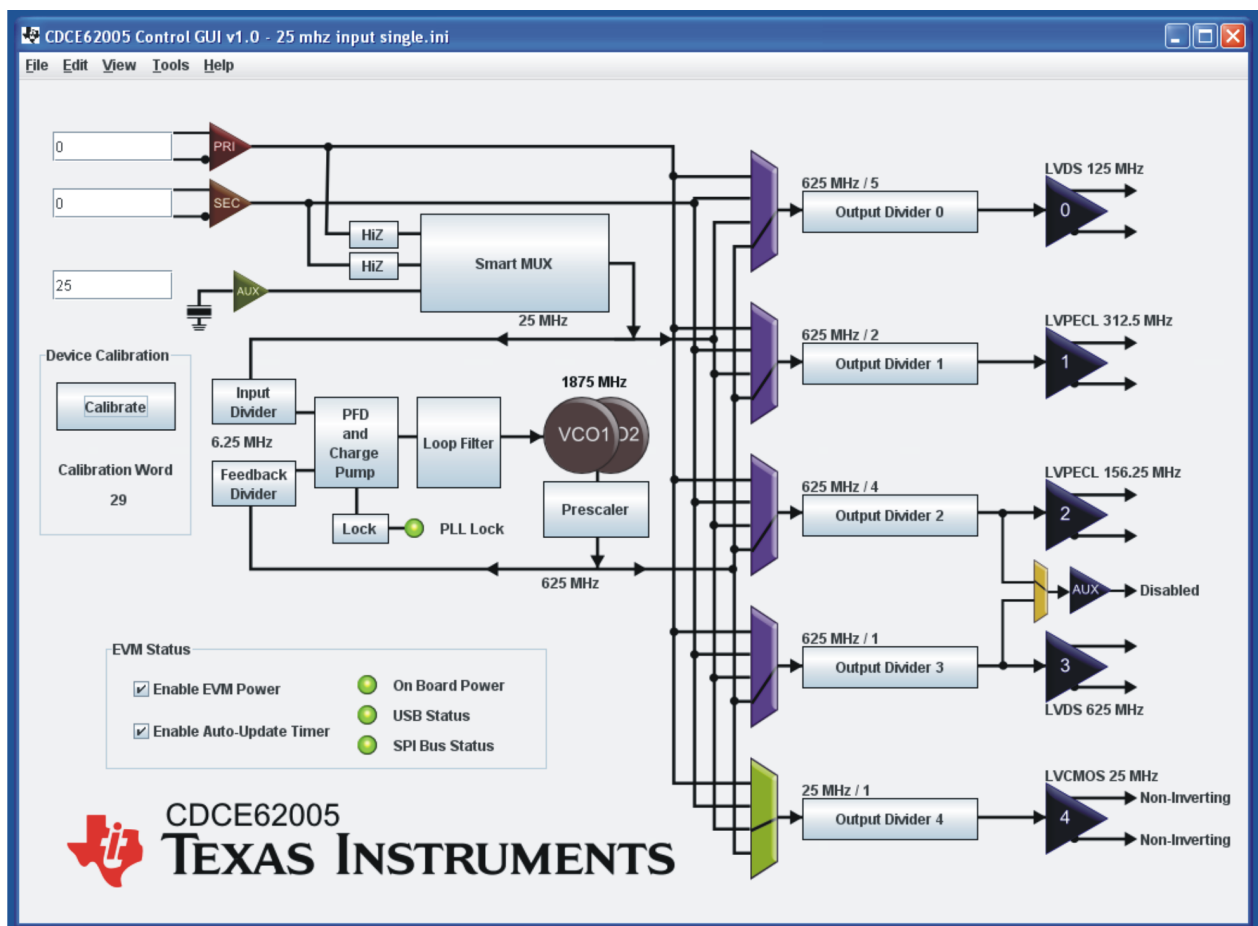 CDCE62005 Control GUI v1.0 - 25 mhz input single.ini
File Edit View Tools Help
0
PRI
0
SEC
25
AUX
HiZ
HiZ
Smart MUX
25 MHz
Device Calibration
Calibrate
Calibration Word
29
Input
Divider
6.25 MHz
Feedback
Divider
PFD
and
Charge
Pump
Loop Filter
Lock
PLL Lock
1875 MHz
VCO1
O2
Prescaler
625 MHz
625 MHz / 5
Output Divider 0
LVDS 125 MHz
0
625 MHz / 2
Output Divider 1
LVPECL 312.5 MHz
1
625 MHz / 4
Output Divider 2
LVPECL 156.25 MHz
2
AUX
Disabled
625 MHz / 1
Output Divider 3
3
LVDS 625 MHz
25 MHz / 1
Output Divider 4
LVCMOS 25 MHz
4
Non-Inverting
Non-Inverting
EVM Status
Enable EVM Power
Enable Auto-Update Timer
On Board Power
USB Status
SPI Bus Status
CDCE62005
TEXAS INSTRUMENTS